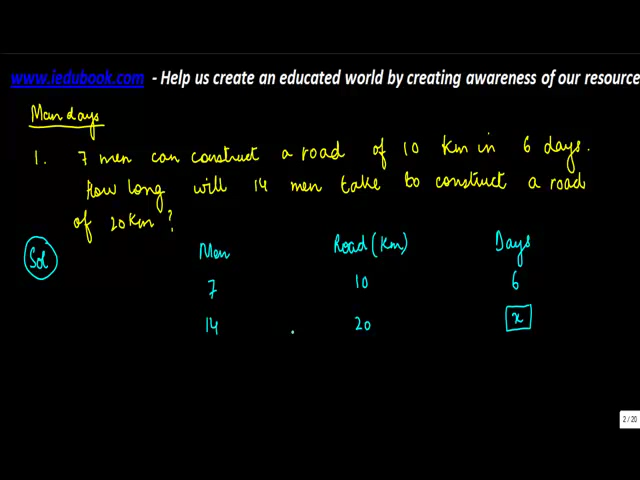 www.iedubook.com - Help us create an educated world by creating awareness of our resource
Man days
1. 7 men can construct a road of 10 Km in 6 days.
How long will 14 men take to construct a road
of 20 Km ?
Sol
Men Road (Km) Days
7 10 6
14 20 x
2 / 20